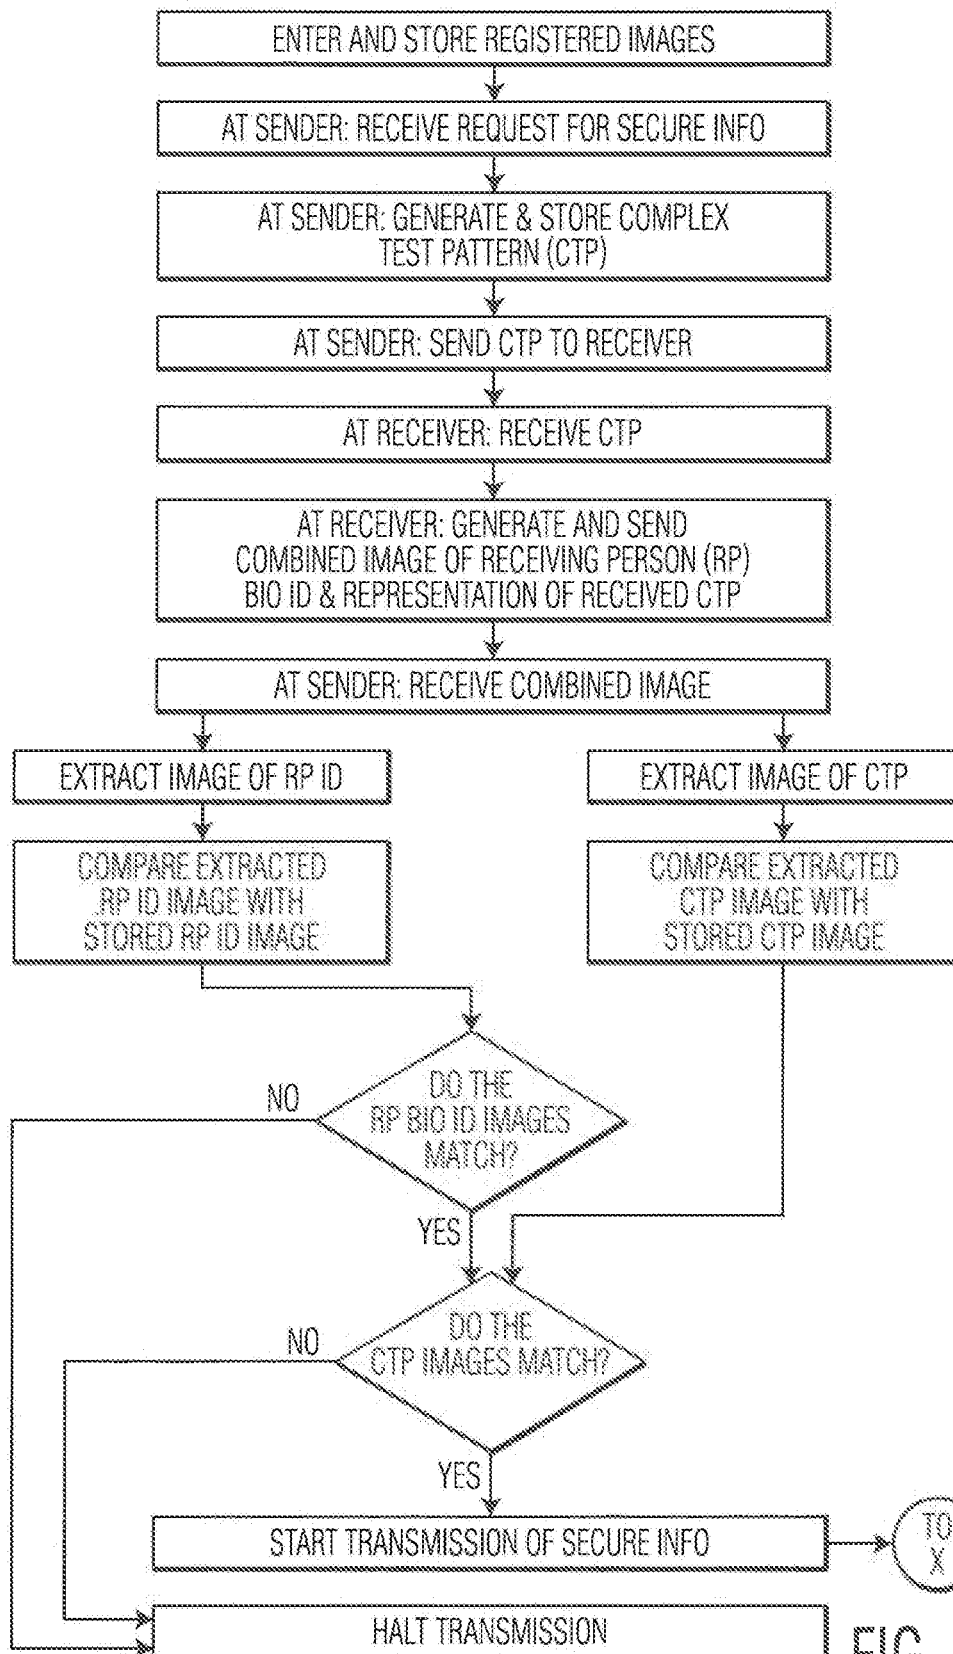 ENTER AND STORE REGISTERED IMAGES
AT SENDER: RECEIVE REQUEST FOR SECURE INFO
AT SENDER: GENERATE & STORE COMPLEX
TEST PATTERN (CTP)
AT SENDER: SEND CTP TO RECEIVER
AT RECEIVER: RECEIVE CTP
AT RECEIVER: GENERATE AND SEND
COMBINED IMAGE OF RECEIVING PERSON (RP)
BIO ID & REPRESENTATION OF RECEIVED CTP
AT SENDER: RECEIVE COMBINED IMAGE
EXTRACT IMAGE OF RP ID
EXTRACT IMAGE OF CTP
COMPARE EXTRACTED
RP ID IMAGE WITH
STORED RP ID IMAGE
COMPARE EXTRACTED
CTP IMAGE WITH
STORED CTP IMAGE
NO
DO THE
RP BIO ID IMAGES
MATCH?
YES
NO
DO THE
CTP IMAGES MATCH?
YES
START TRANSMISSION OF SECURE INFO
TO
X
HALT TRANSMISSION
FIG